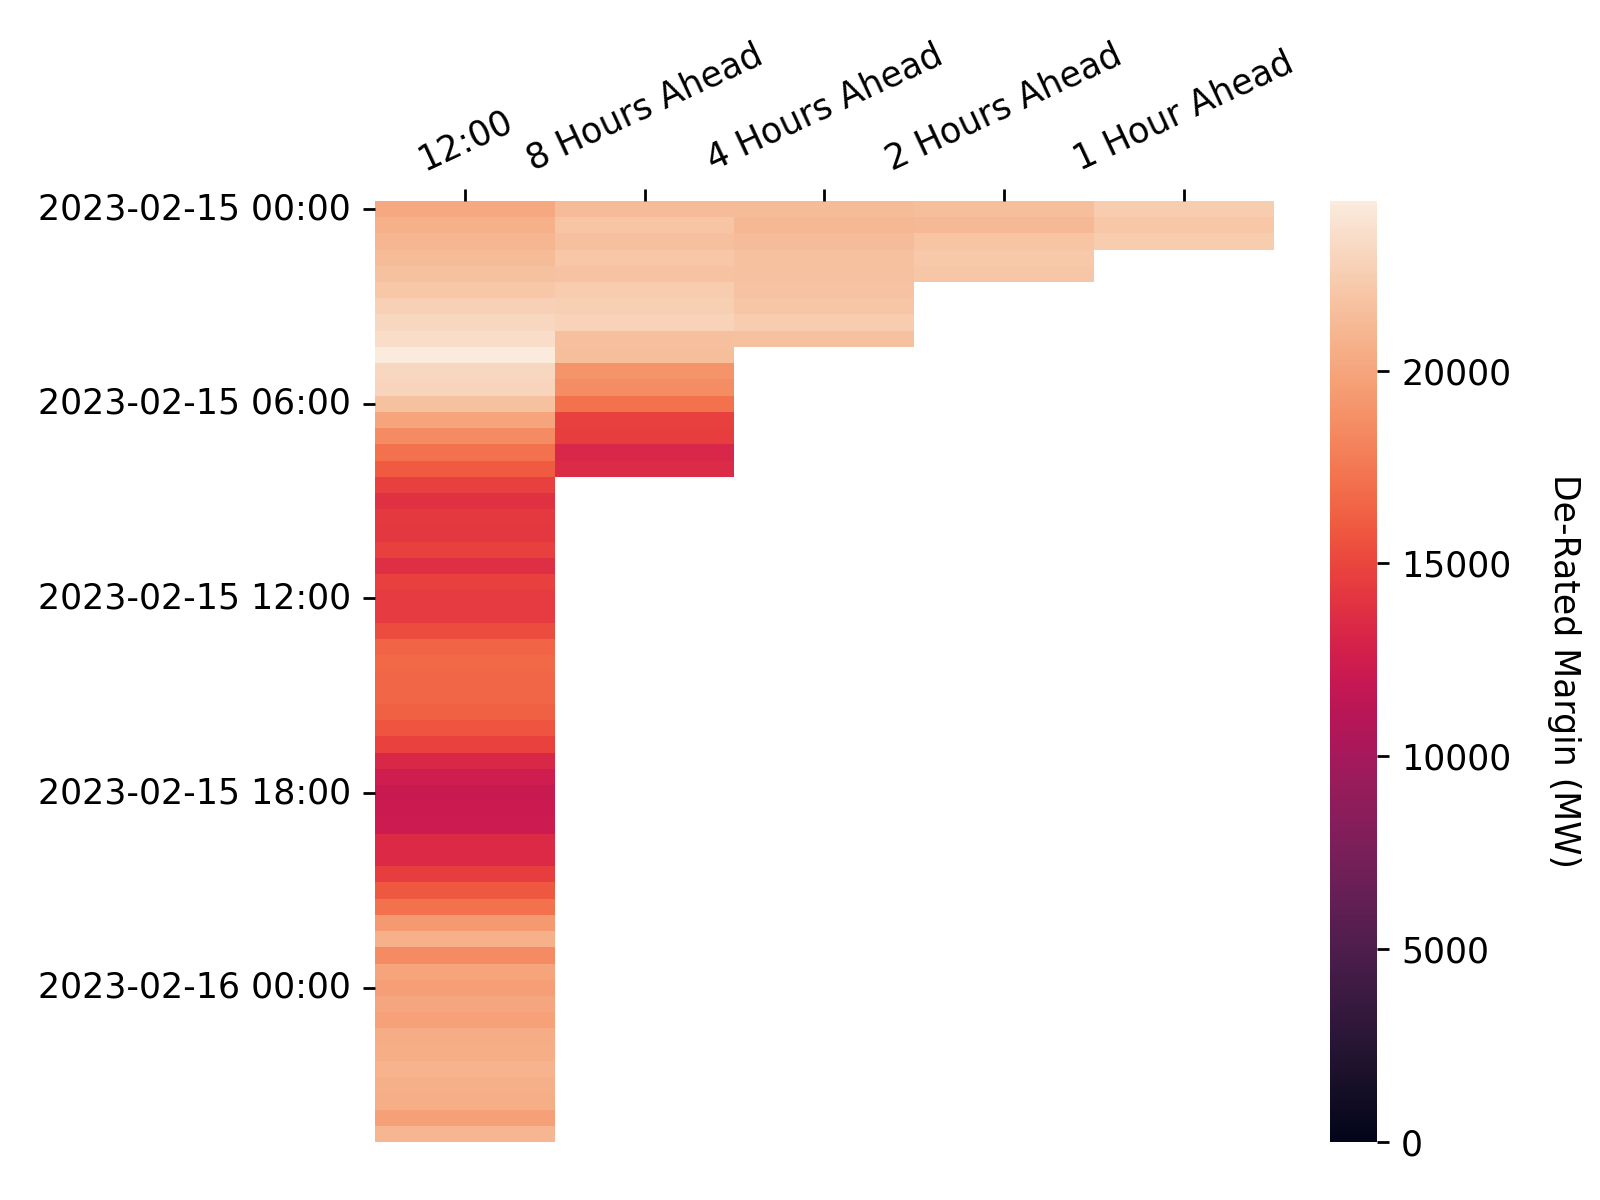 12:00
8 Hours Ahead
4 Hours Ahead
2 Hours Ahead
1 Hour Ahead
2023-02-15 00:00
2023-02-15 06:00
2023-02-15 12:00
2023-02-15 18:00
2023-02-16 00:00
20000
15000
10000
5000
0
De-Rated Margin (MW)